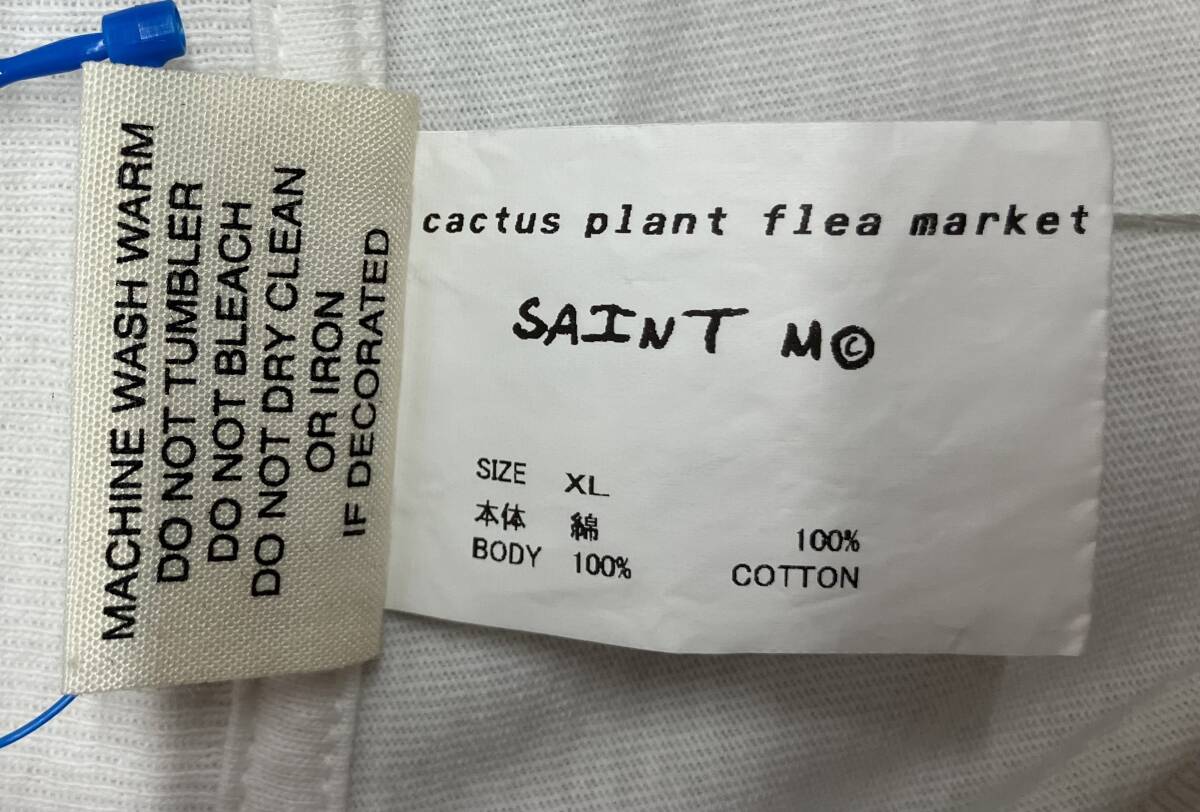 MACHINE WASH WARM
DO NOT TUMBLER
DO NOT BLEACH
DO NOT DRY CLEAN
OR IRON
IF DECORATED
cactus plant flea market
SAINT M©
SIZE XL
本体 綿 100%
BODY 100% COTTON